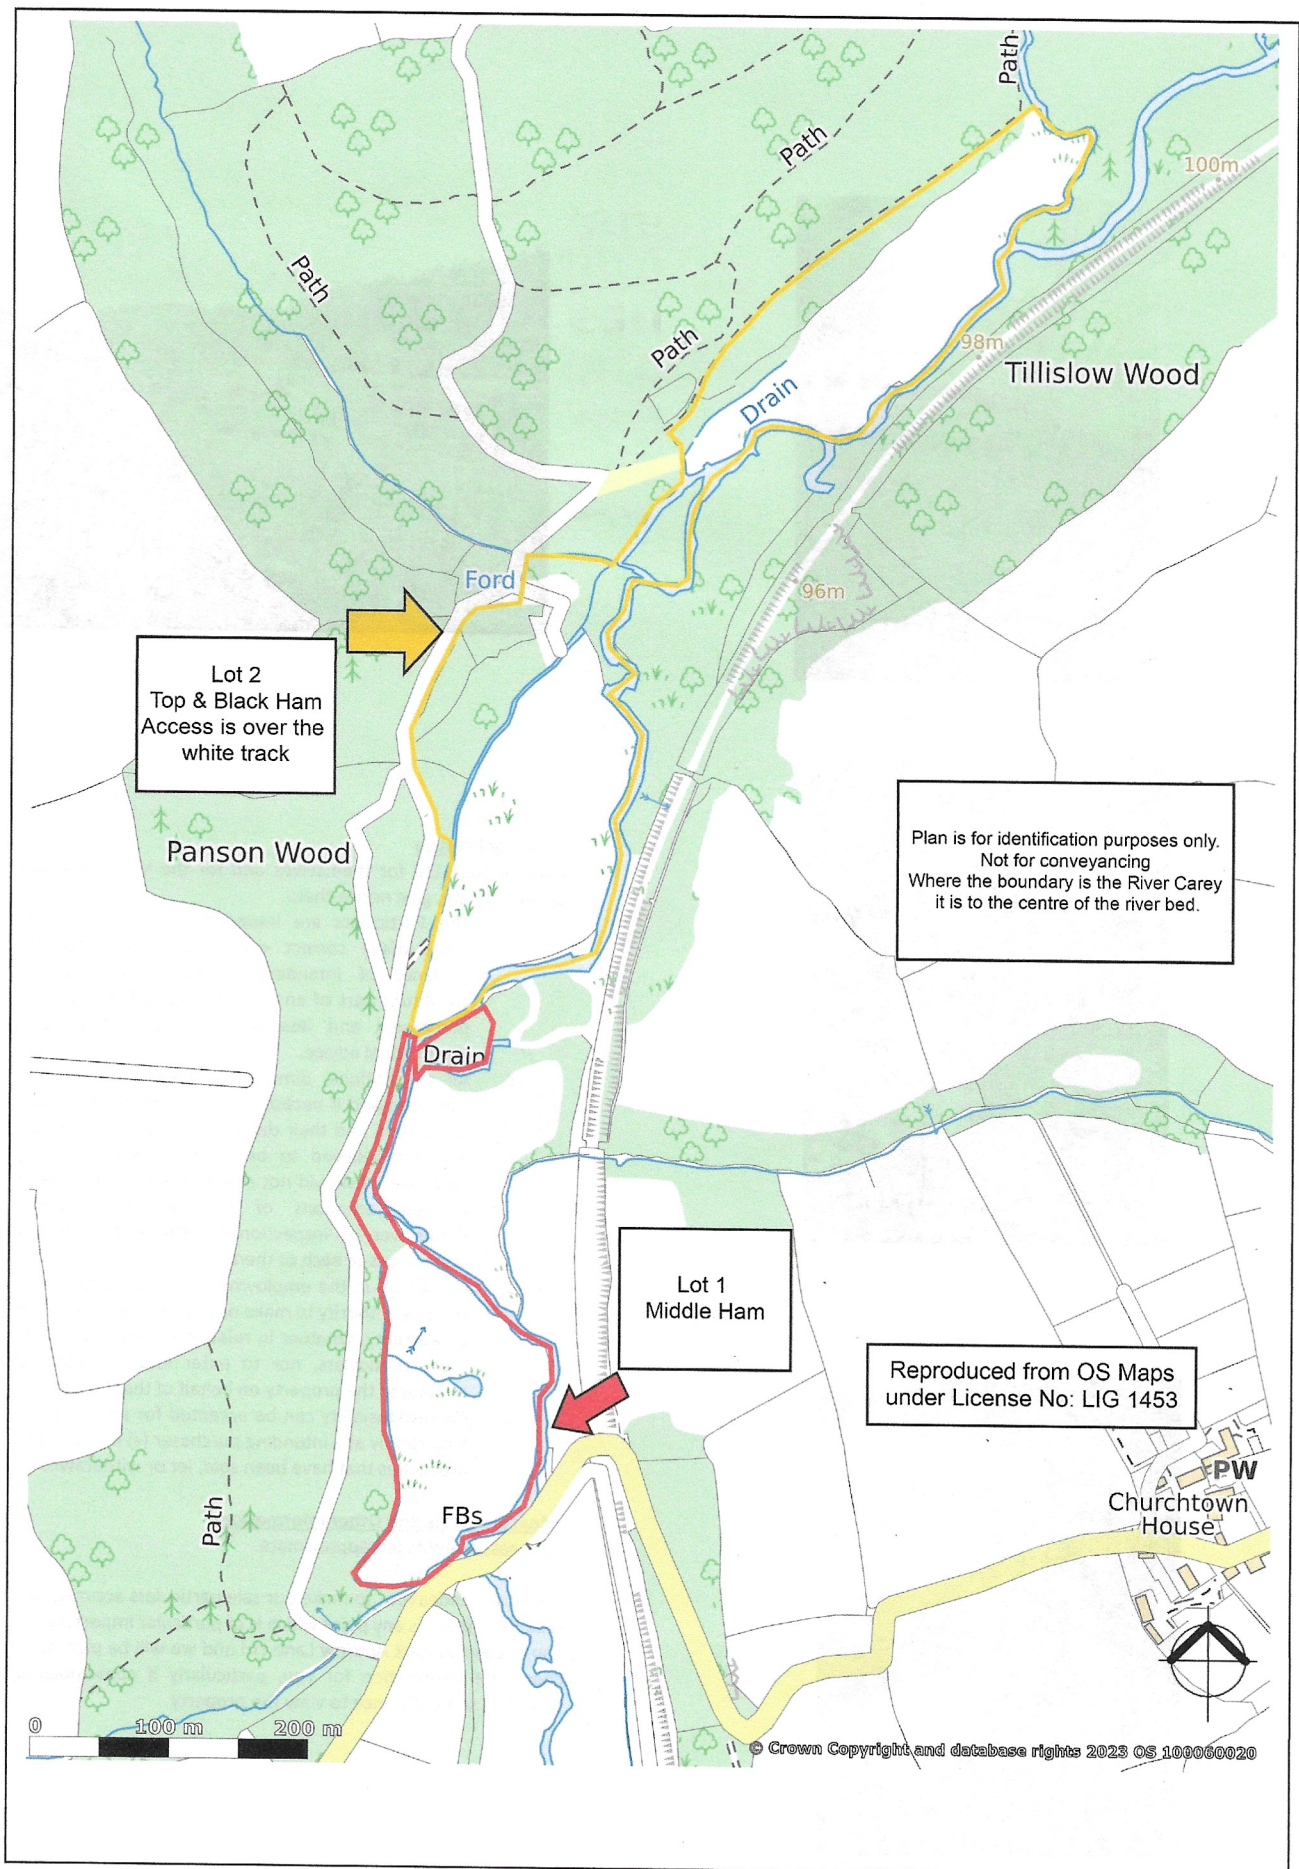 Path
Path
100m
Path
98m
Path
Tillislow Wood
Drain
Ford
96m
Lot 2
Top & Black Ham
Access is over the
white track
Plan is for identification purposes only.
Not for conveyancing
Where the boundary is the River Carey
it is to the centre of the river bed.
Panson Wood
Drain
Lot 1
Middle Ham
Reproduced from OS Maps
under License No: LIG 1453
PW
Churchtown
House
FBs
Path
0 100 m 200 m
© Crown Copyright and database rights 2023 OS 100060020